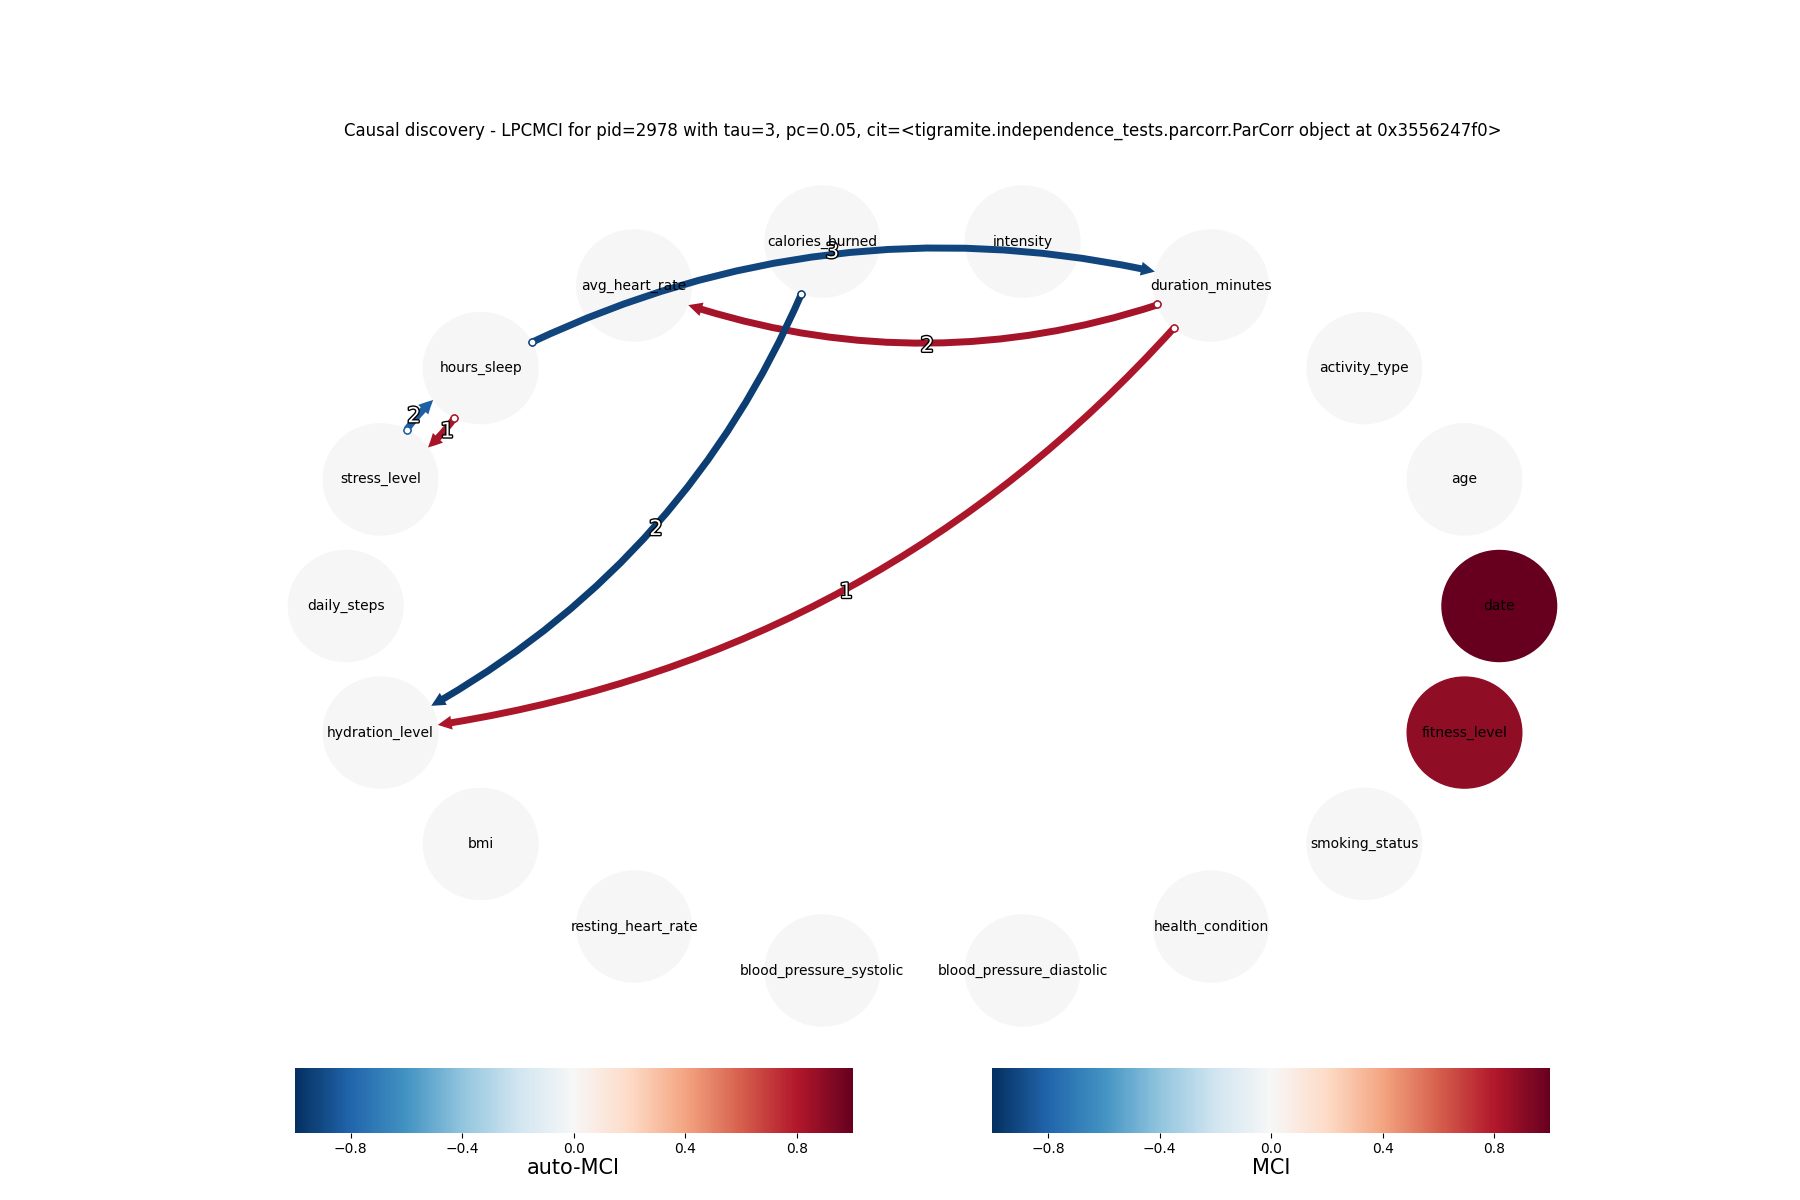 Causal discovery - LPCMCI for pid=2978 with tau=3, pc=0.05, cit=<tigramite.independence_tests.parcorr.ParCorr object at 0x3556247f0>
calories_burned
intensity
3
avg_heart_rate
duration_minutes
2
hours_sleep
activity_type
2
1
stress_level
age
2
1
daily_steps
date
hydration_level
fitness_level
bmi
smoking_status
resting_heart_rate
health_condition
blood_pressure_systolic
blood_pressure_diastolic
−0.8 −0.4 0.0 0.4 0.8
auto-MCI
−0.8 −0.4 0.0 0.4 0.8
MCI